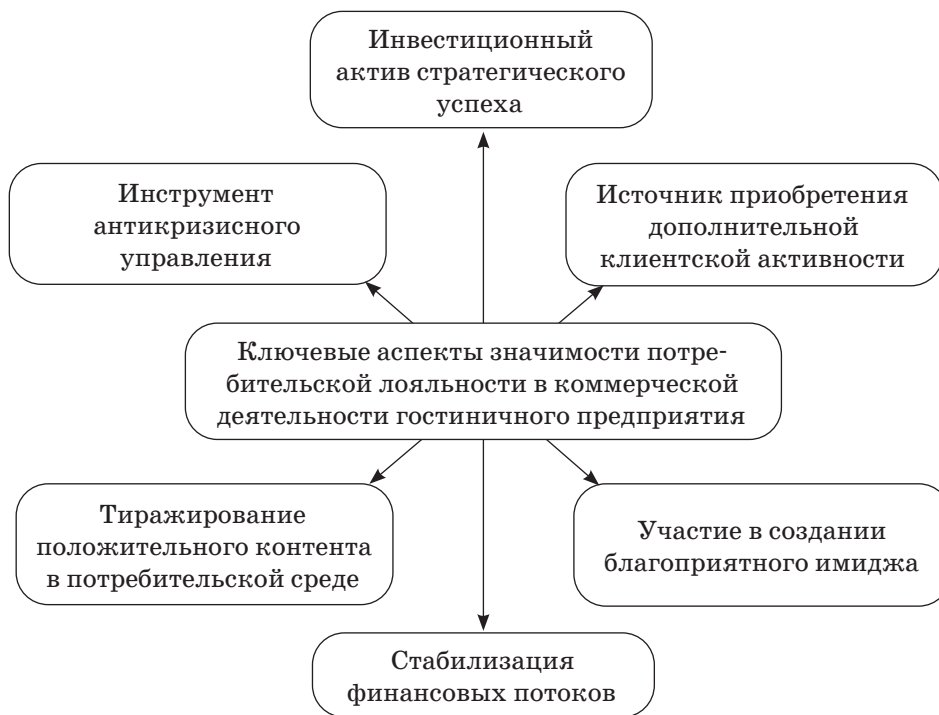 Инвестиционный
актив стратегического
успеха
Инструмент
антикризисного
управления
Источник приобретения
дополнительной
клиентской активности
Ключевые аспекты значимости потре-
бительской лояльности в коммерческой
деятельности гостиничного предприятия
Тиражирование
положительного контента
в потребительской среде
Участие в создании
благоприятного имиджа
Стабилизация
финансовых потоков